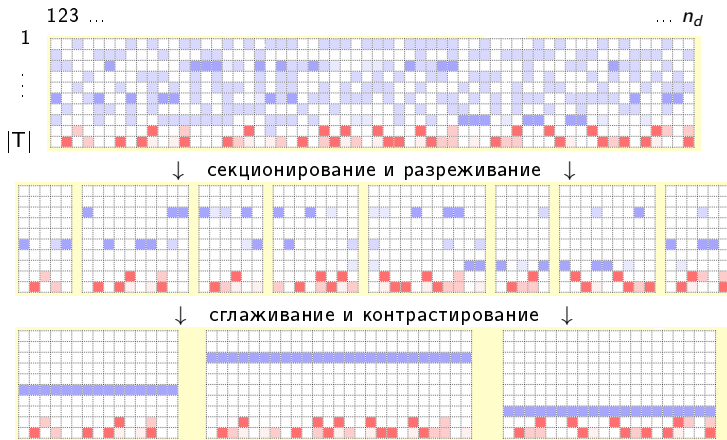 123 ... ... n_d
1
⋮
|T|
↓ секционирование и разреживание ↓
↓ сглаживание и контрастирование ↓